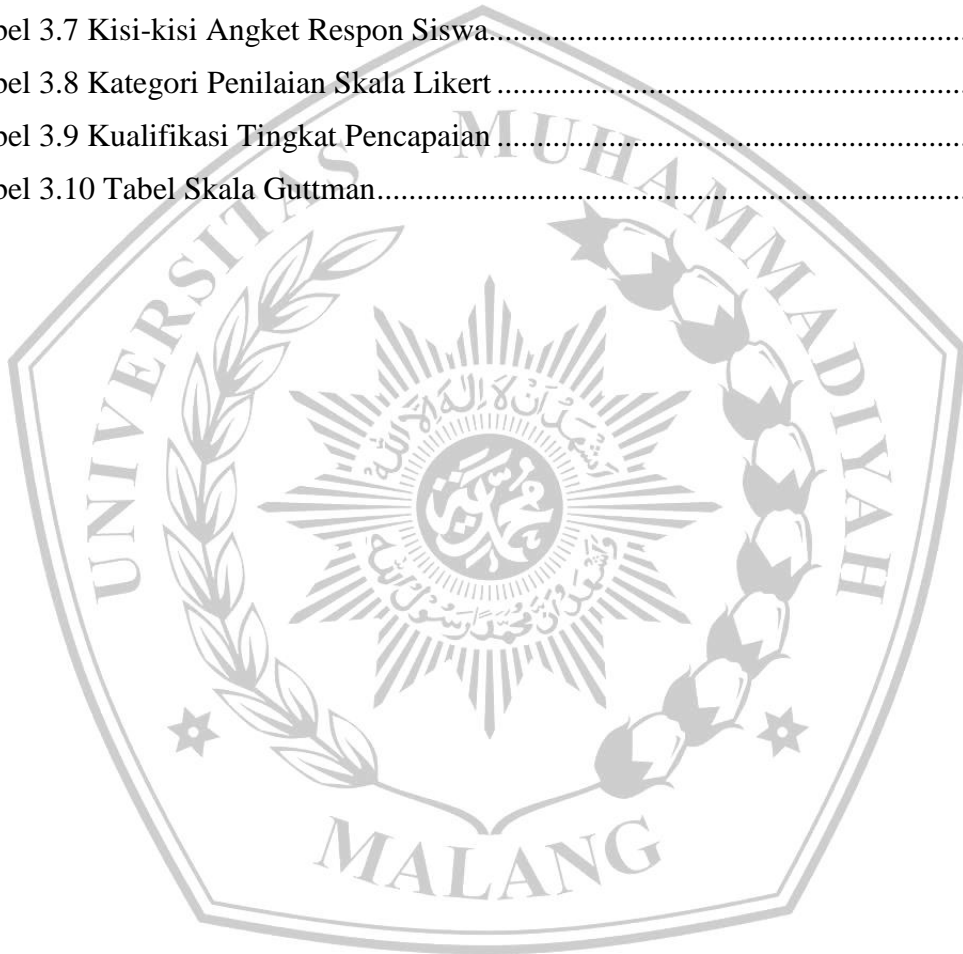 bel 3.7 Kisi-kisi Angket Respon Siswa......................................................................
bel 3.8 Kategori Penilaian Skala Likert ......................................................................
bel 3.9 Kualifikasi Tingkat Pencapaian ......................................................................
bel 3.10 Tabel Skala Guttman......................................................................
UNIVERSITAS MUHAMMADIYAH
MALANG